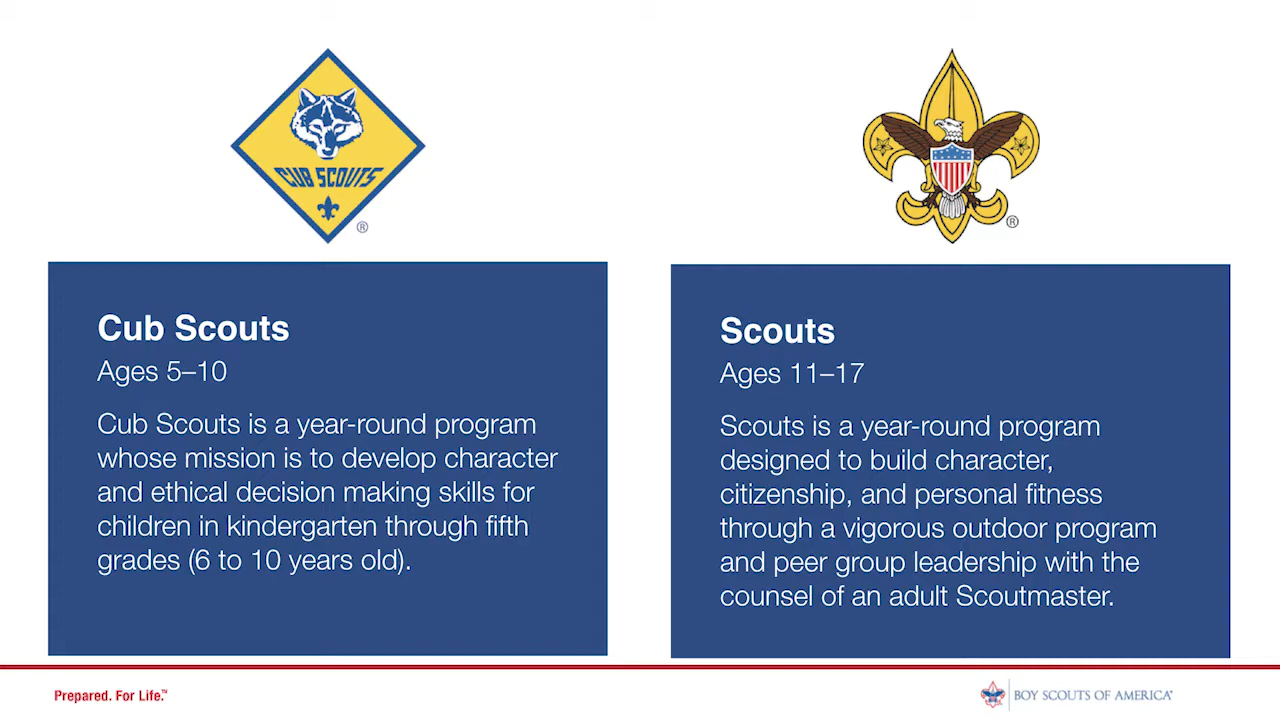 CUB SCOUTS
®
®
Cub Scouts
Ages 5–10
Cub Scouts is a year-round program
whose mission is to develop character
and ethical decision making skills for
children in kindergarten through fifth
grades (6 to 10 years old).
Scouts
Ages 11–17
Scouts is a year-round program
designed to build character,
citizenship, and personal fitness
through a vigorous outdoor program
and peer group leadership with the
counsel of an adult Scoutmaster.
Prepared. For Life.™
BOY SCOUTS OF AMERICA®